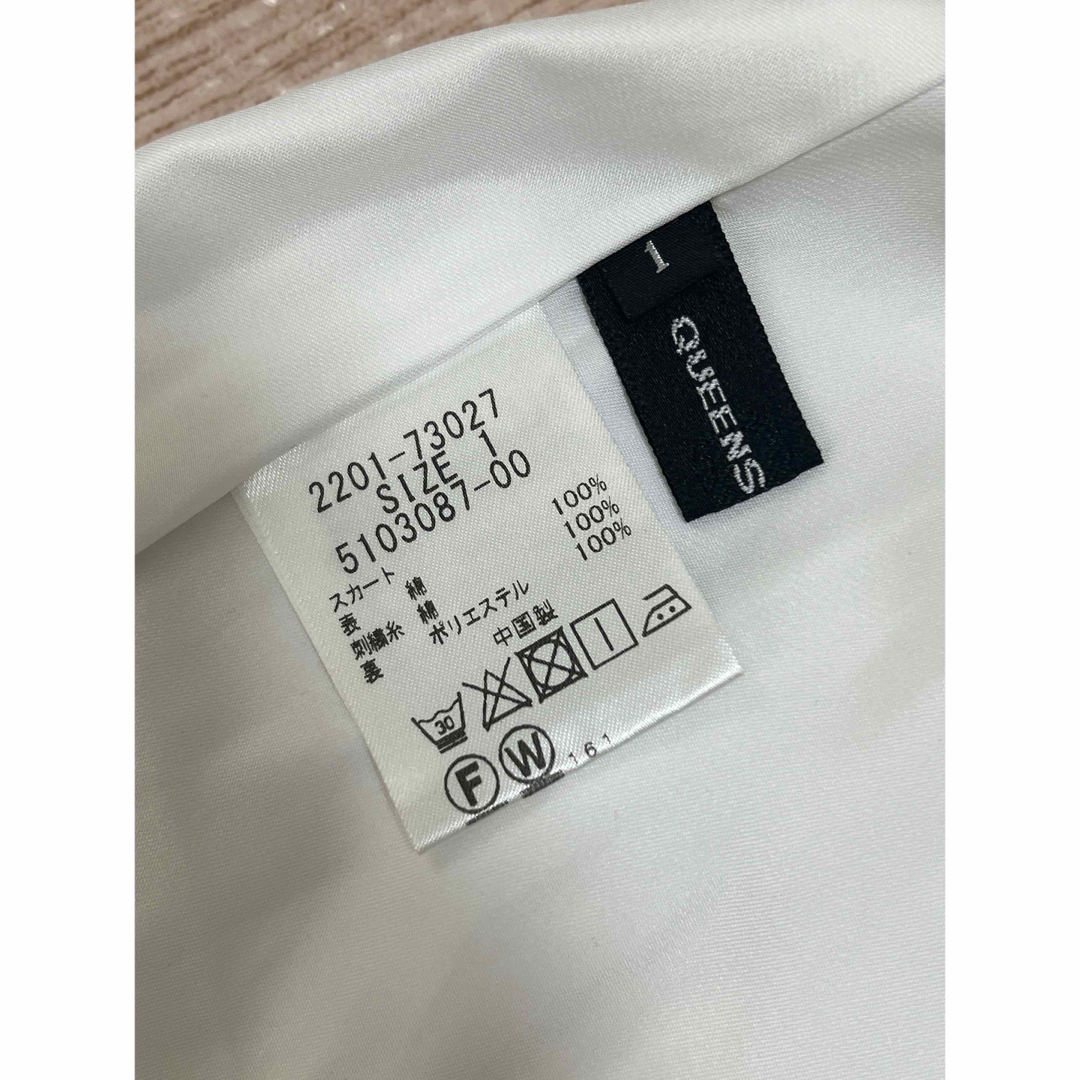 1
QUEENS
2201-73027
SIZE 1
5103087-00
スカート
表 綿 100%
刺繍糸 綿 100%
裏 ポリエステル 100%
中国製
30
F W 161